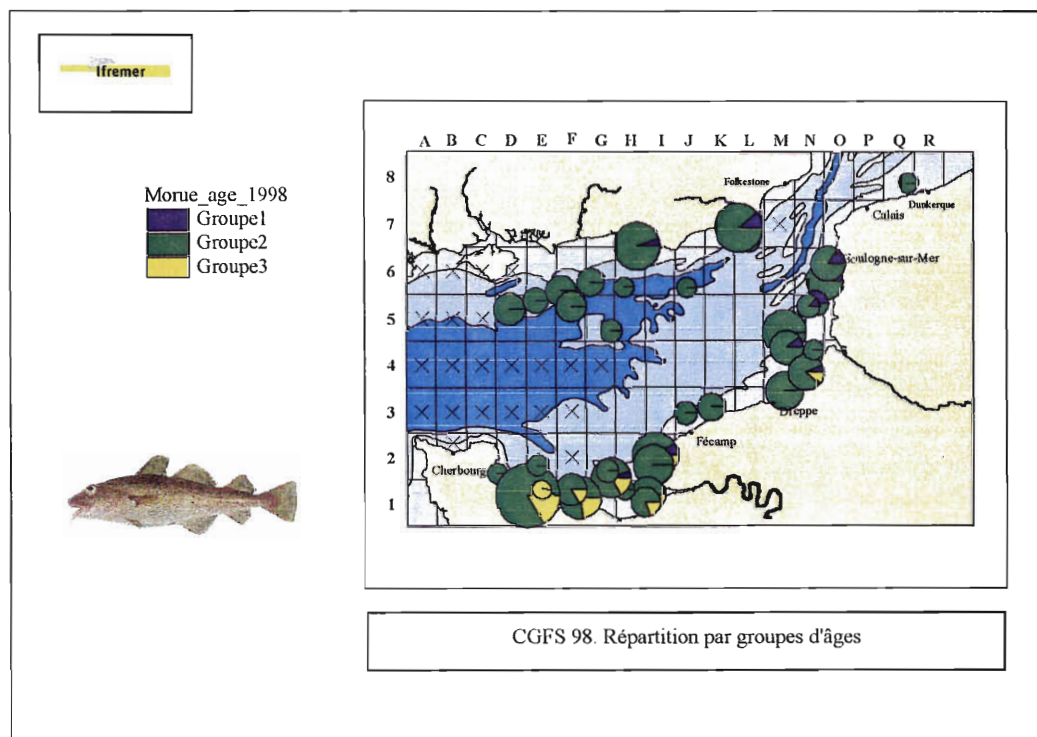 Ifremer
Morue_age_1998
Groupe1
Groupe2
Groupe3
A B C D E F G H I J K L M N O P Q R
8
7
6
5
4
3
2
1
Folkestone
Dunkerque
Calais
Boulogne-sur-Mer
Dieppe
Fécamp
Cherbourg
CGFS 98. Répartition par groupes d'âges